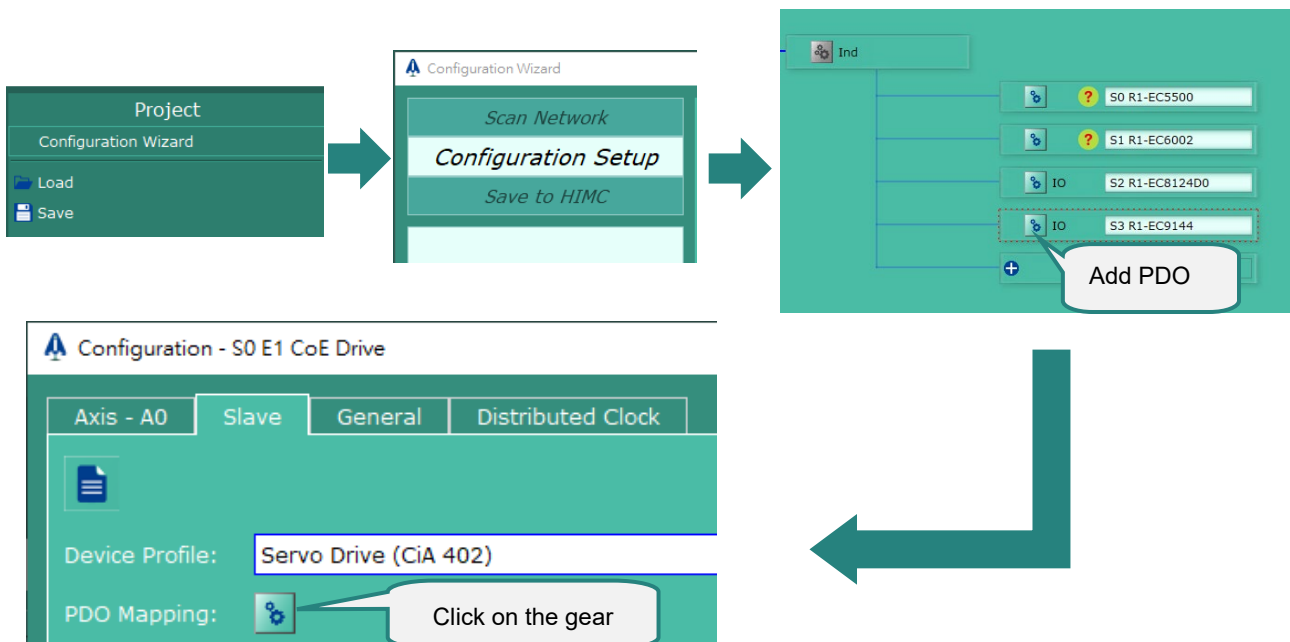 Project
Configuration Wizard
Load
Save
Configuration Wizard
Scan Network
Configuration Setup
Save to HIMC
Ind
S0 R1-EC5500
S1 R1-EC6002
IO S2 R1-EC8124D0
IO S3 R1-EC9144
Add PDO
Configuration - S0 E1 CoE Drive
Axis - A0 Slave General Distributed Clock
Device Profile: Servo Drive (CiA 402)
PDO Mapping: Click on the gear